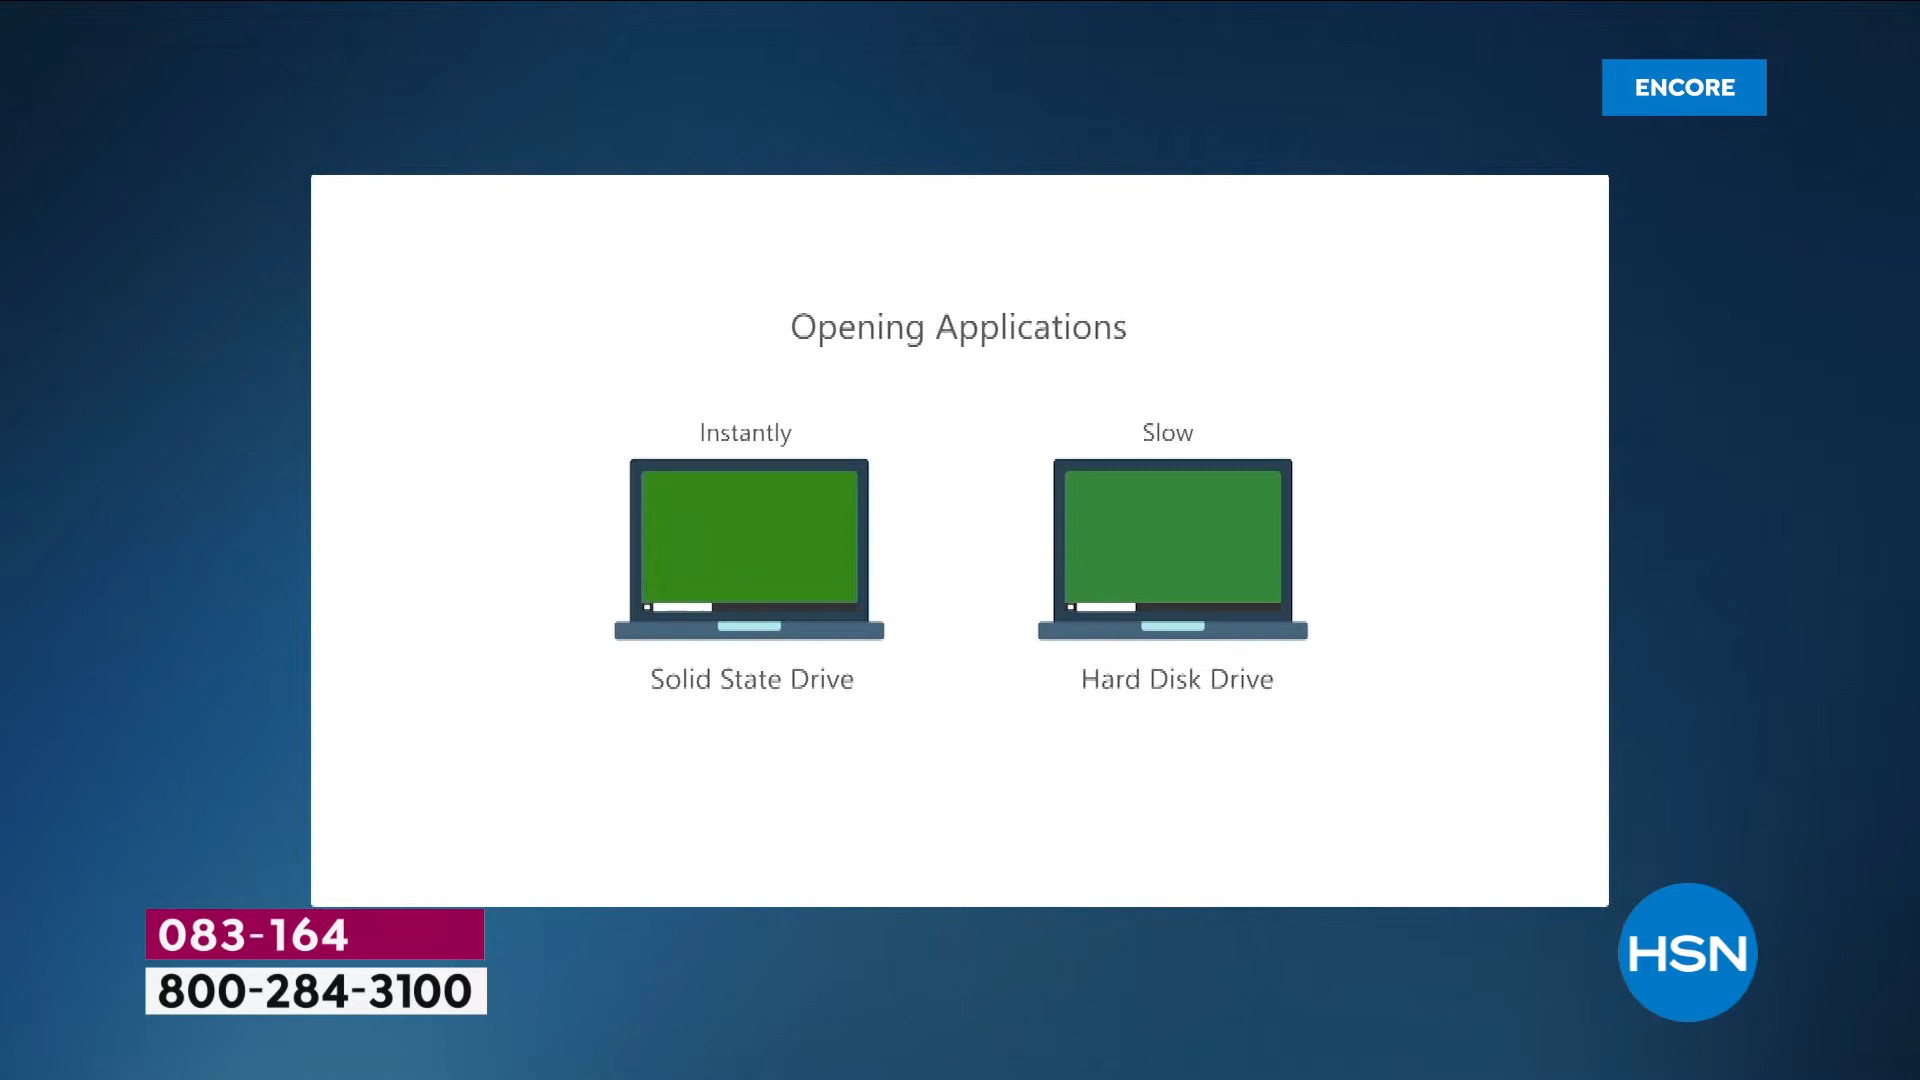 ENCORE
Opening Applications
Instantly
Slow
Solid State Drive
Hard Disk Drive
083-164
800-284-3100
HSN